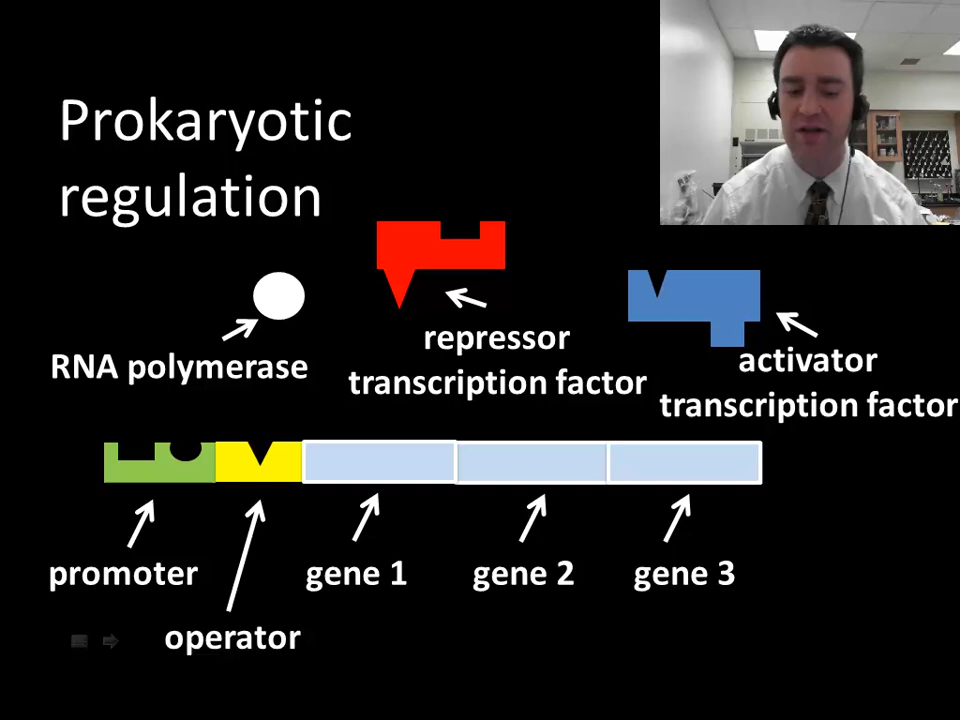 Prokaryotic
regulation
RNA polymerase
repressor
transcription factor
activator
transcription factor
promoter
operator
gene 1
gene 2
gene 3